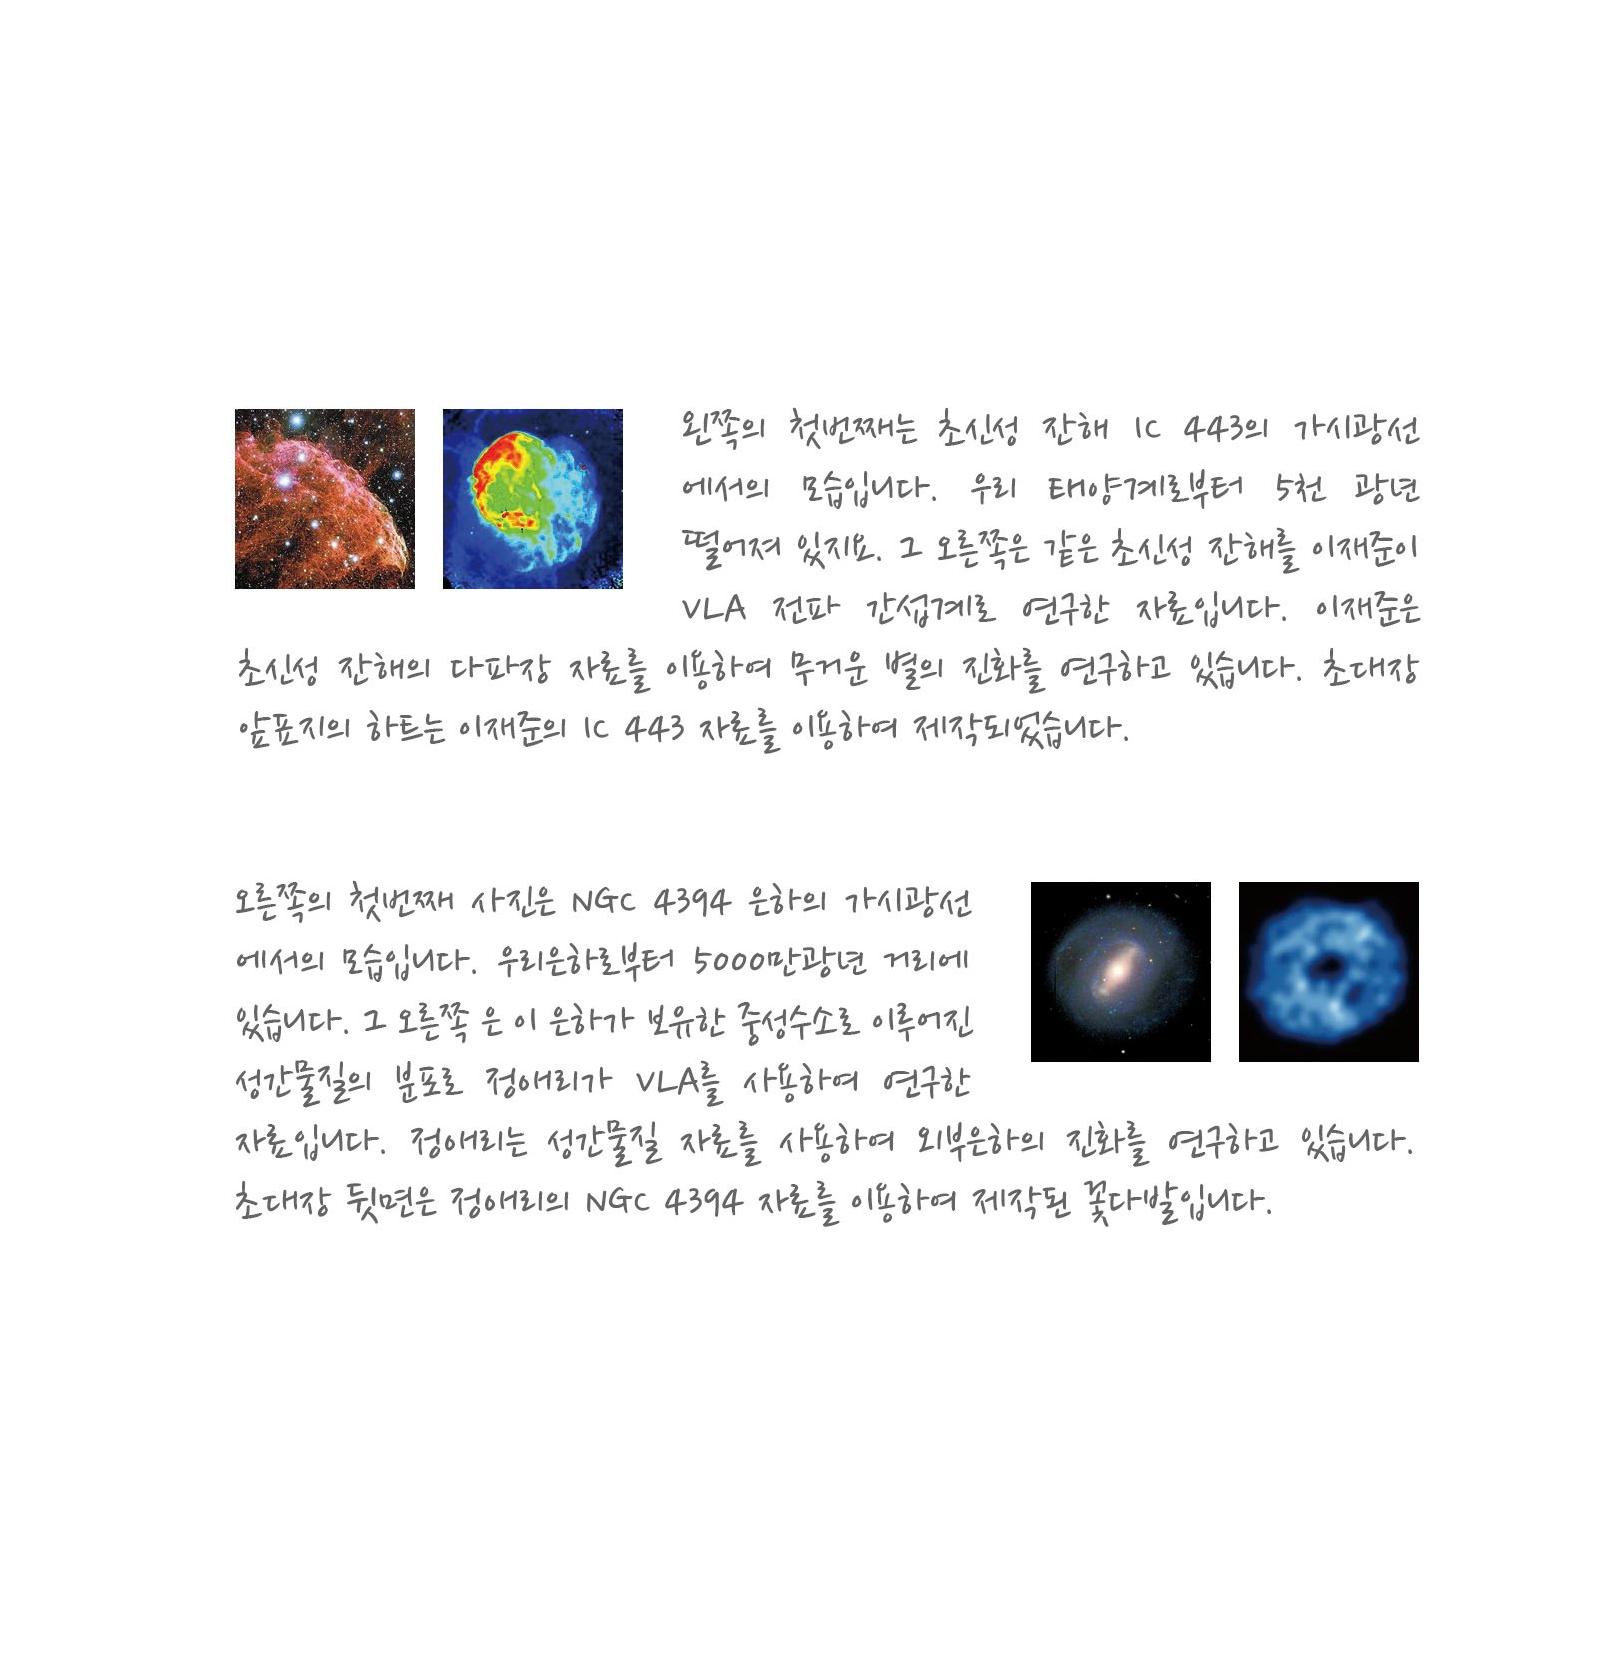 왼쪽의 첫번째는 초신성 잔해 IC 443의 가시광선
에서의 모습입니다. 우리 태양계로부터 5천 광년
떨어져 있지요. 그 오른쪽은 같은 초신성 잔해를 이재준이
VLA 전파 간섭계로 연구한 자료입니다. 이재준은
초신성 잔해의 다파장 자료를 이용하여 무거운 별의 진화를 연구하고 있습니다. 초대장
앞표지의 하트는 이재준의 IC 443 자료를 이용하여 제작되었습니다.
오른쪽의 첫번째 사진은 NGC 4394 은하의 가시광선
에서의 모습입니다. 우리은하로부터 5000만광년 거리에
있습니다. 그 오른쪽 은 이 은하가 보유한 중성수소로 이루어진
성간물질의 분포로 정애리가 VLA를 사용하여 연구한
자료입니다. 정애리는 성간물질 자료를 사용하여 외부은하의 진화를 연구하고 있습니다.
초대장 뒷면은 정애리의 NGC 4394 자료를 이용하여 제작된 꽃다발입니다.